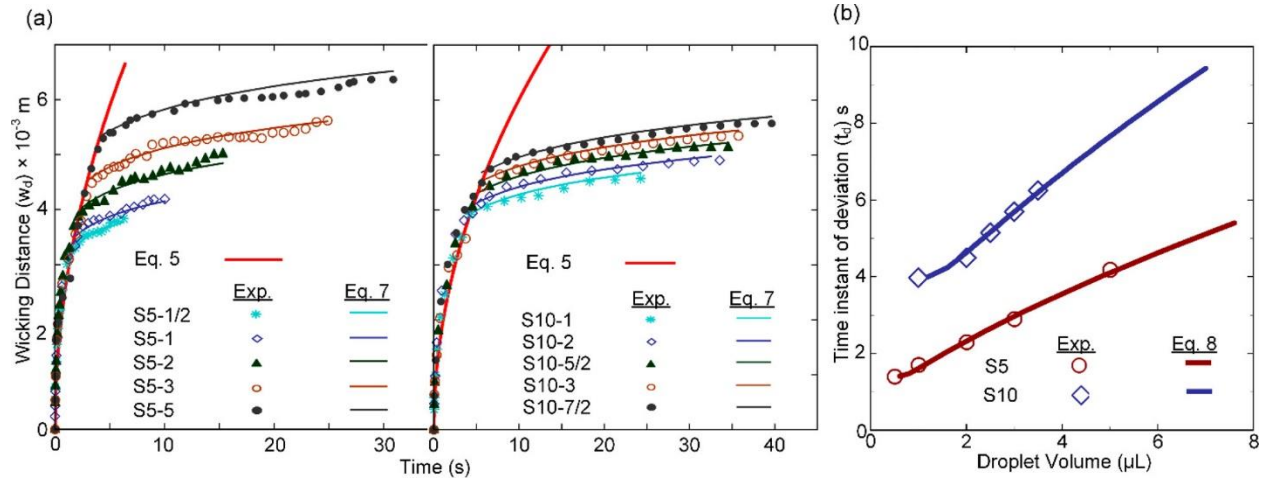 (a)
Wicking Distance (w_d) × 10⁻³ m
6
4
2
0
Eq. 5
Exp. Eq. 7
S5-1/2
S5-1
S5-2
S5-3
S5-5
0 10 20 30
Eq. 5
Exp. Eq. 7
S10-1
S10-2
S10-5/2
S10-3
S10-7/2
0 10 20 30 40 50
Time (s)
(b)
Time instant of deviation (t_d) s
10
8
6
4
2
0
Exp. Eq. 8
S5
S10
0 2 4 6 8
Droplet Volume (µL)